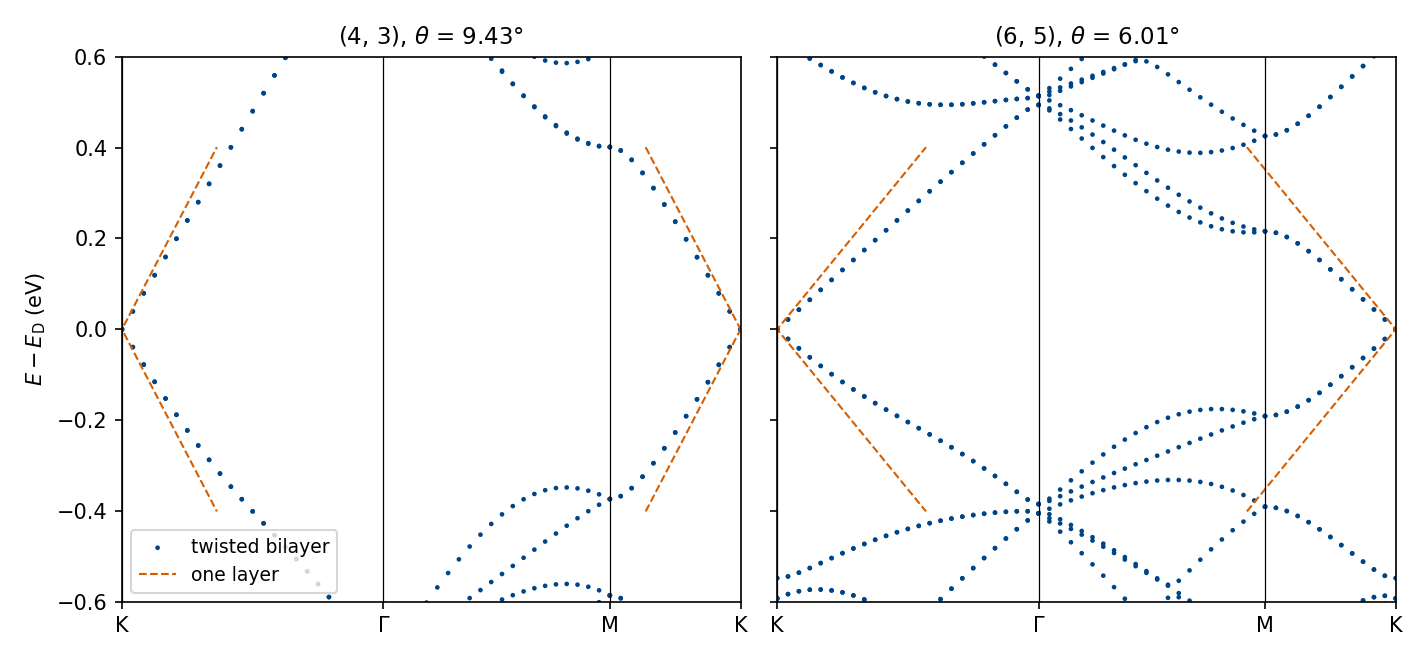 (4, 3), θ = 9.43°
(6, 5), θ = 6.01°
E − E_D (eV)
0.6
0.4
0.2
0.0
−0.2
−0.4
−0.6
twisted bilayer
one layer
K Γ M K
K Γ M K